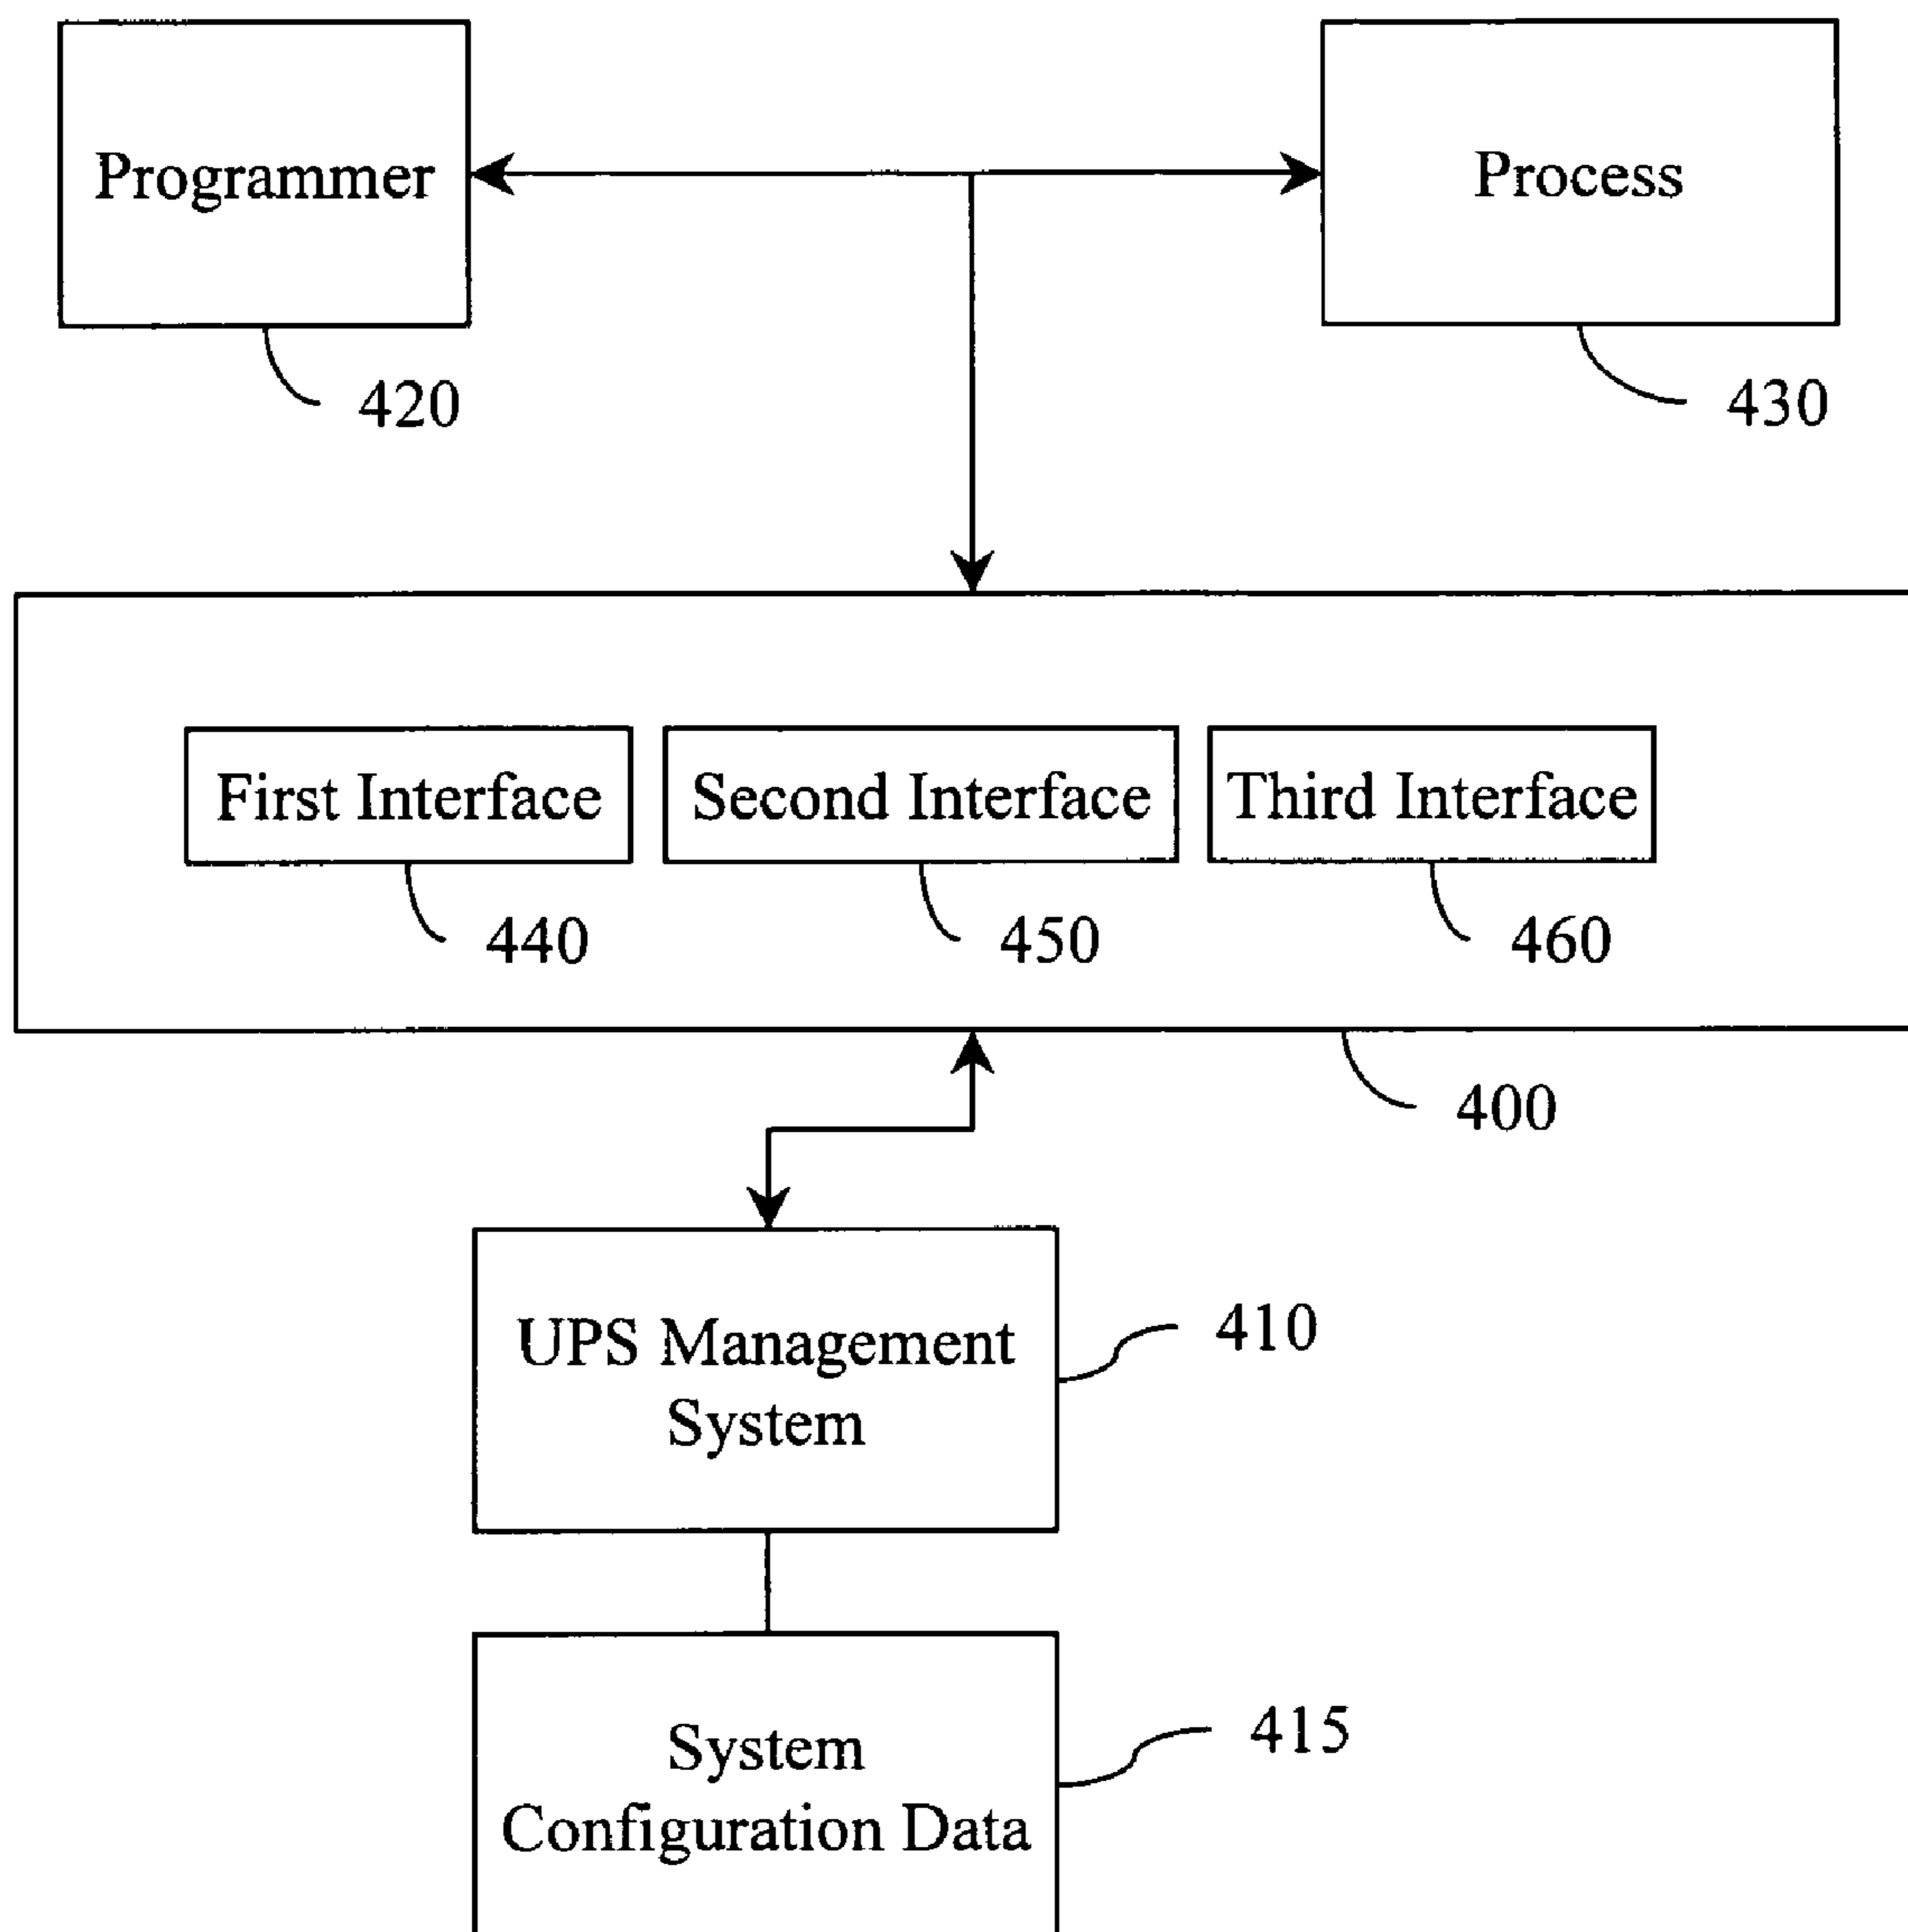 Programmer
Process
420
430
First Interface
Second Interface
Third Interface
440
450
460
400
UPS Management
System
410
System
Configuration Data
415